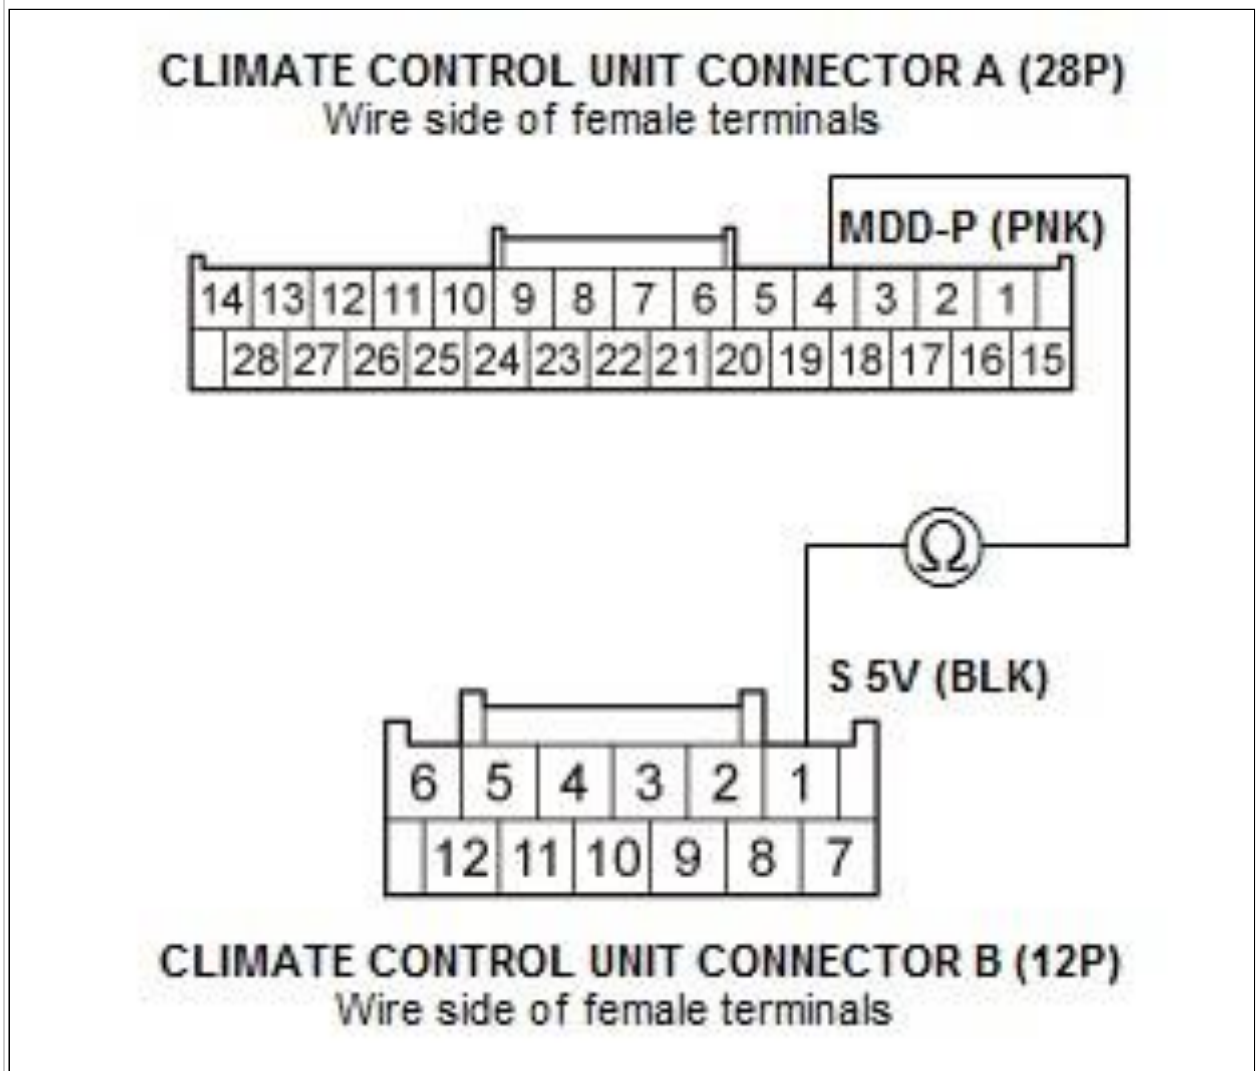 CLIMATE CONTROL UNIT CONNECTOR A (28P)
Wire side of female terminals
MDD-P (PNK)
14 13 12 11 10 9 8 7 6 5 4 3 2 1
28 27 26 25 24 23 22 21 20 19 18 17 16 15
Ω
S 5V (BLK)
6 5 4 3 2 1
12 11 10 9 8 7
CLIMATE CONTROL UNIT CONNECTOR B (12P)
Wire side of female terminals